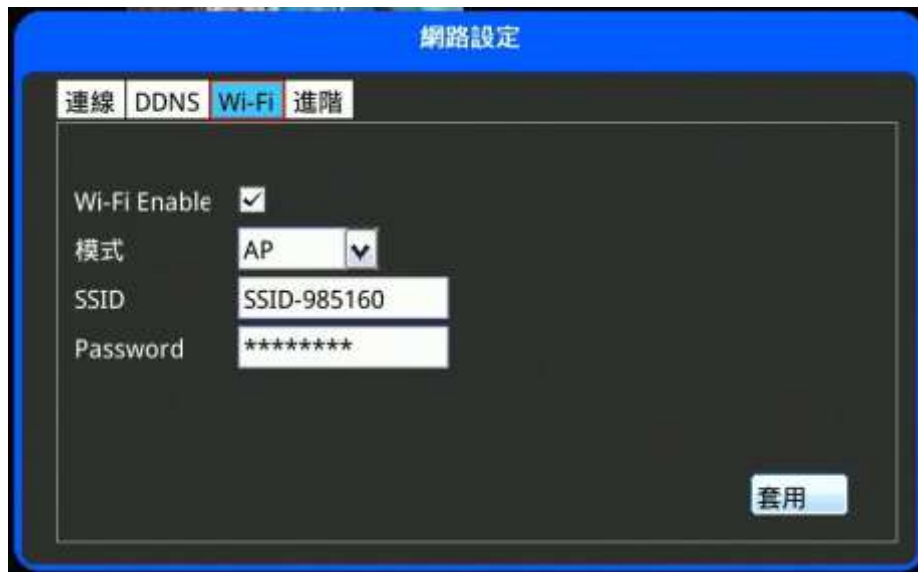 網路設定
連線 DDNS Wi-Fi 進階
Wi-Fi Enable
模式 AP
SSID SSID-985160
Password ********
套用